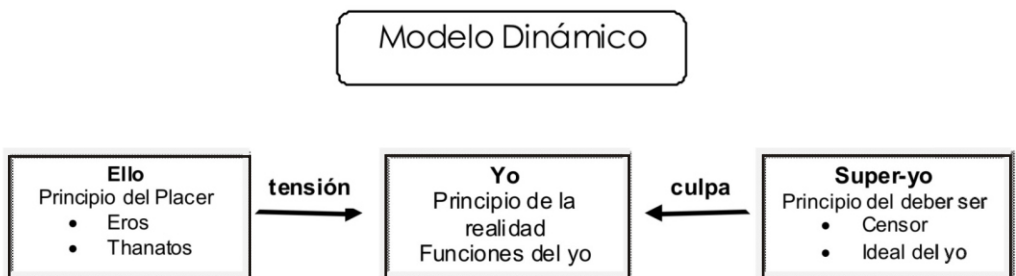 Modelo Dinámico
Ello
Principio del Placer
• Eros
• Thanatos
tensión
Yo
Principio de la
realidad
Funciones del yo
culpa
Super-yo
Principio del deber ser
• Censor
• Ideal del yo